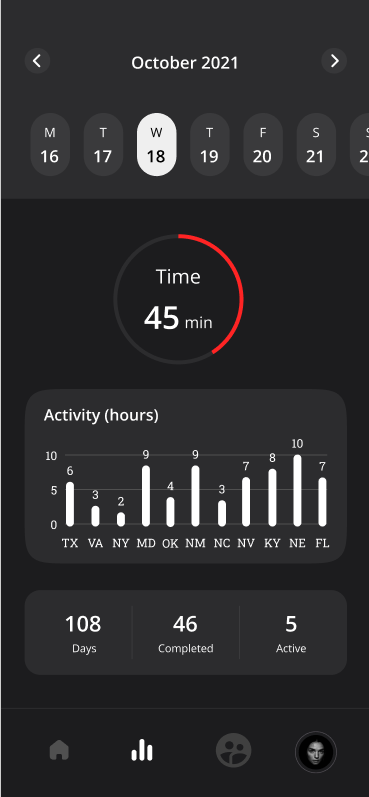 October 2021
M T W T F S S
16 17 18 19 20 21 2
Time
45 min
Activity (hours)
10
5
0
6 3 2 9 4 9 3 7 8 10 7
TX VA NY MD OK NM NC NV KY NE FL
108 46 5
Days Completed Active